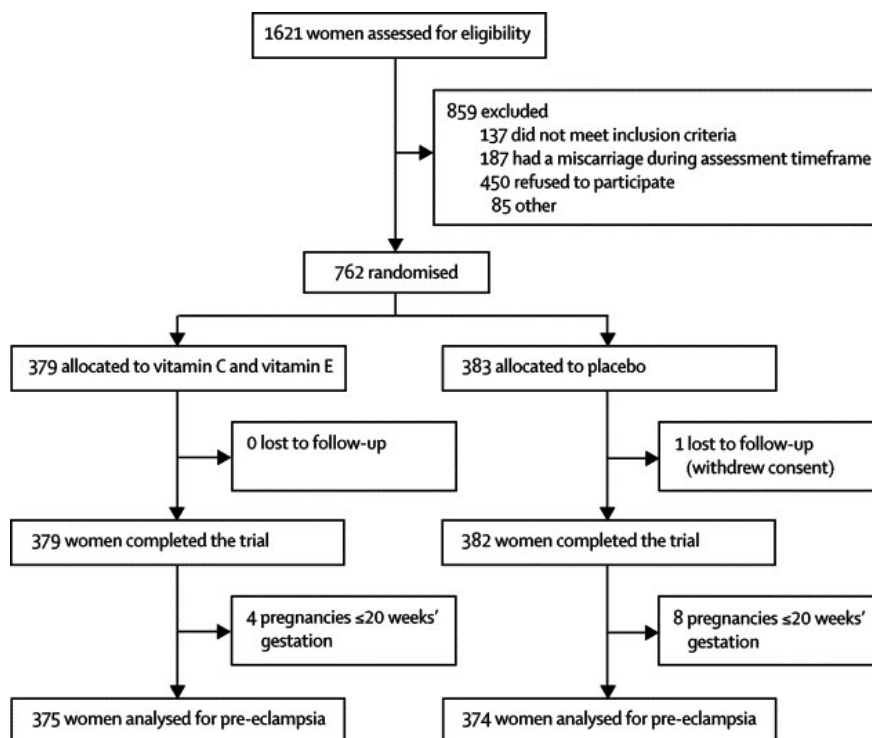 1621 women assessed for eligibility
859 excluded
137 did not meet inclusion criteria
187 had a miscarriage during assessment timeframe
450 refused to participate
85 other
762 randomised
379 allocated to vitamin C and vitamin E
383 allocated to placebo
0 lost to follow-up
1 lost to follow-up
(withdrew consent)
379 women completed the trial
382 women completed the trial
4 pregnancies ≤20 weeks'
gestation
8 pregnancies ≤20 weeks'
gestation
375 women analysed for pre-eclampsia
374 women analysed for pre-eclampsia